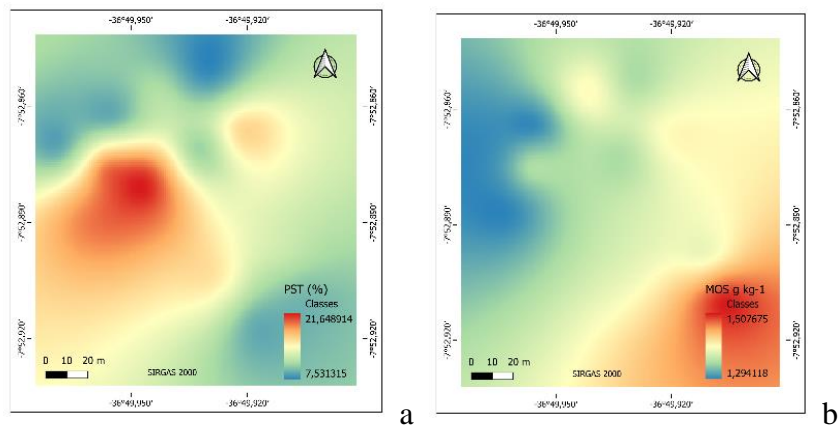 -36°49,950' -36°49,920'
-7°52,860' -7°52,860'
-7°52,890' -7°52,890'
-7°52,920' -7°52,920'
PST (%)
Classes
21,648914
7,531315
0 10 20 m
SIRGAS 2000
-36°49,950' -36°49,920'
a
-36°49,950' -36°49,920'
-7°52,860' -7°52,860'
-7°52,890' -7°52,890'
-7°52,920' -7°52,920'
MOS g kg-1
Classes
1,507675
1,294118
0 10 20 m
SIRGAS 2000
-36°49,950' -36°49,920'
b